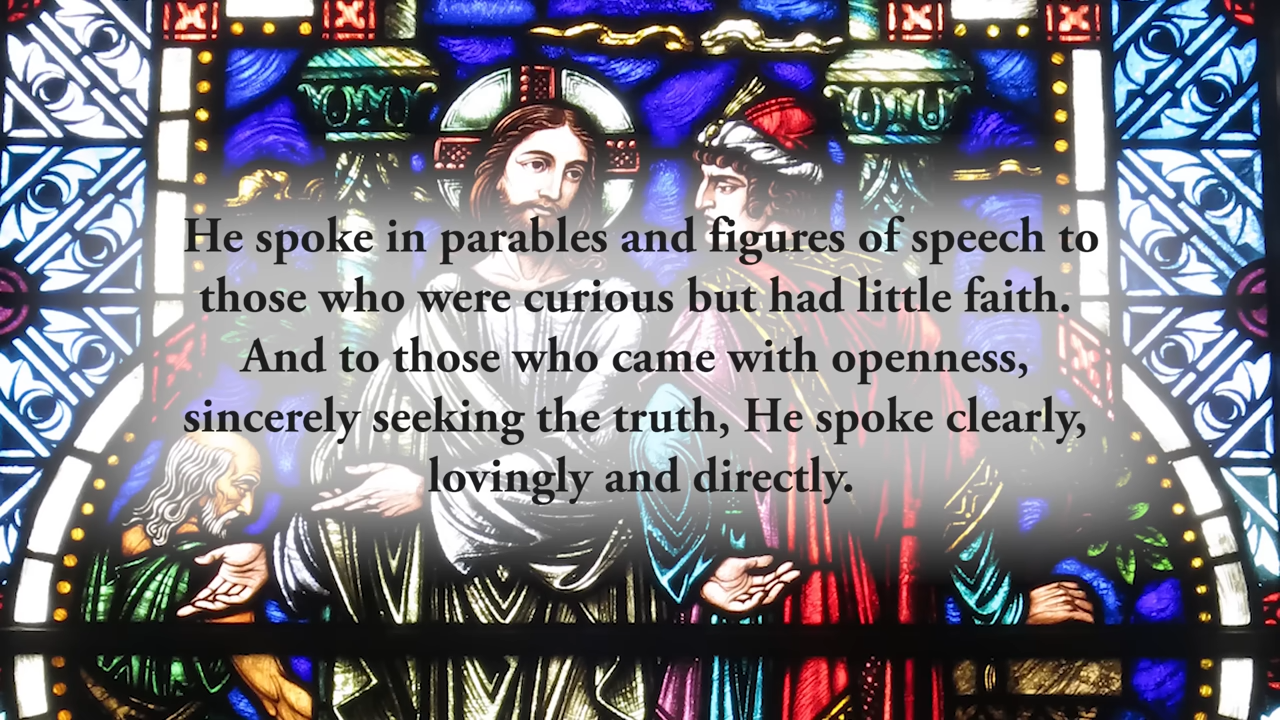 He spoke in parables and figures of speech to
those who were curious but had little faith.
And to those who came with openness,
sincerely seeking the truth, He spoke clearly,
lovingly and directly.